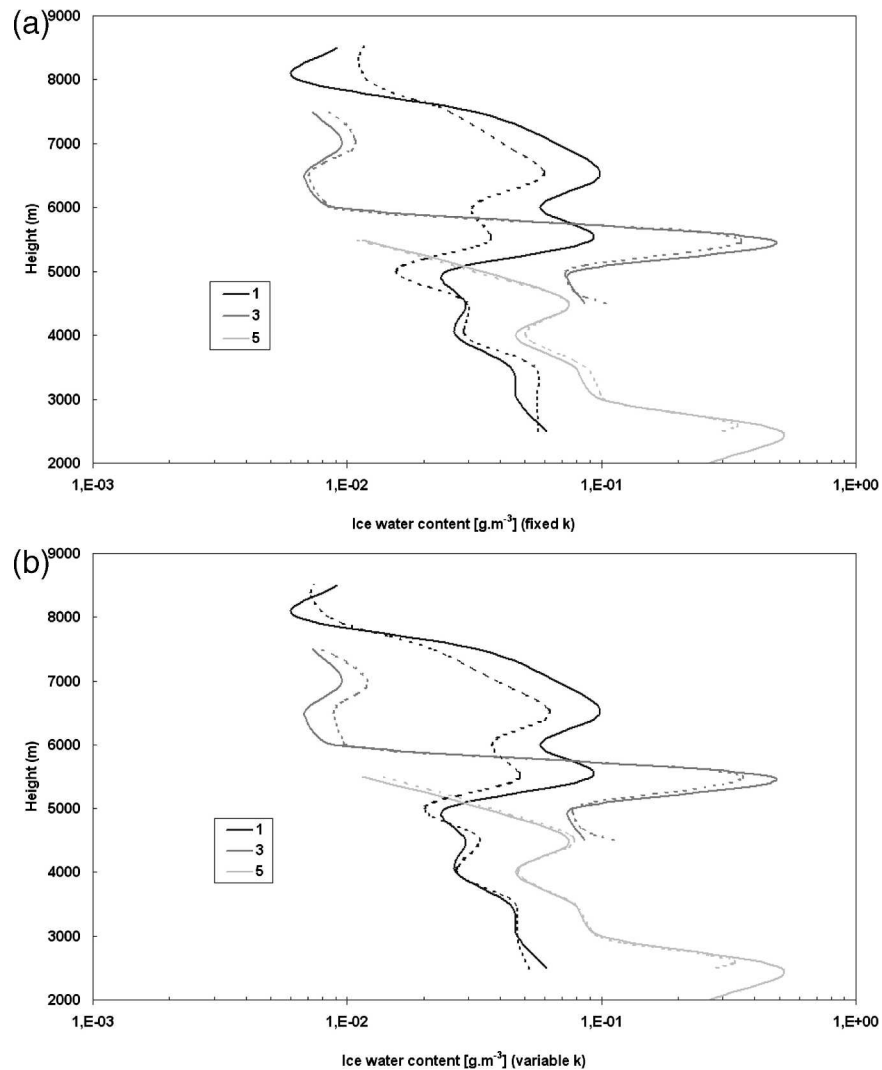 (a)
9000
8000
7000
6000
5000
4000
3000
2000
Height (m)
1
3
5
1,E-03
1,E-02
1,E-01
1,E+00
Ice water content [g.m-3] (fixed k)
(b)
9000
8000
7000
6000
5000
4000
3000
2000
Height (m)
1
3
5
1,E-03
1,E-02
1,E-01
1,E+00
Ice water content [g.m-3] (variable k)